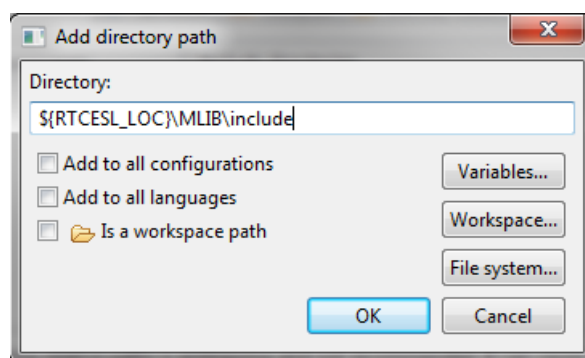 Add directory path
Directory:
${RTCESL_LOC}\MLIB\include
Add to all configurations
Variables...
Add to all languages
Workspace...
Is a workspace path
File system...
OK
Cancel